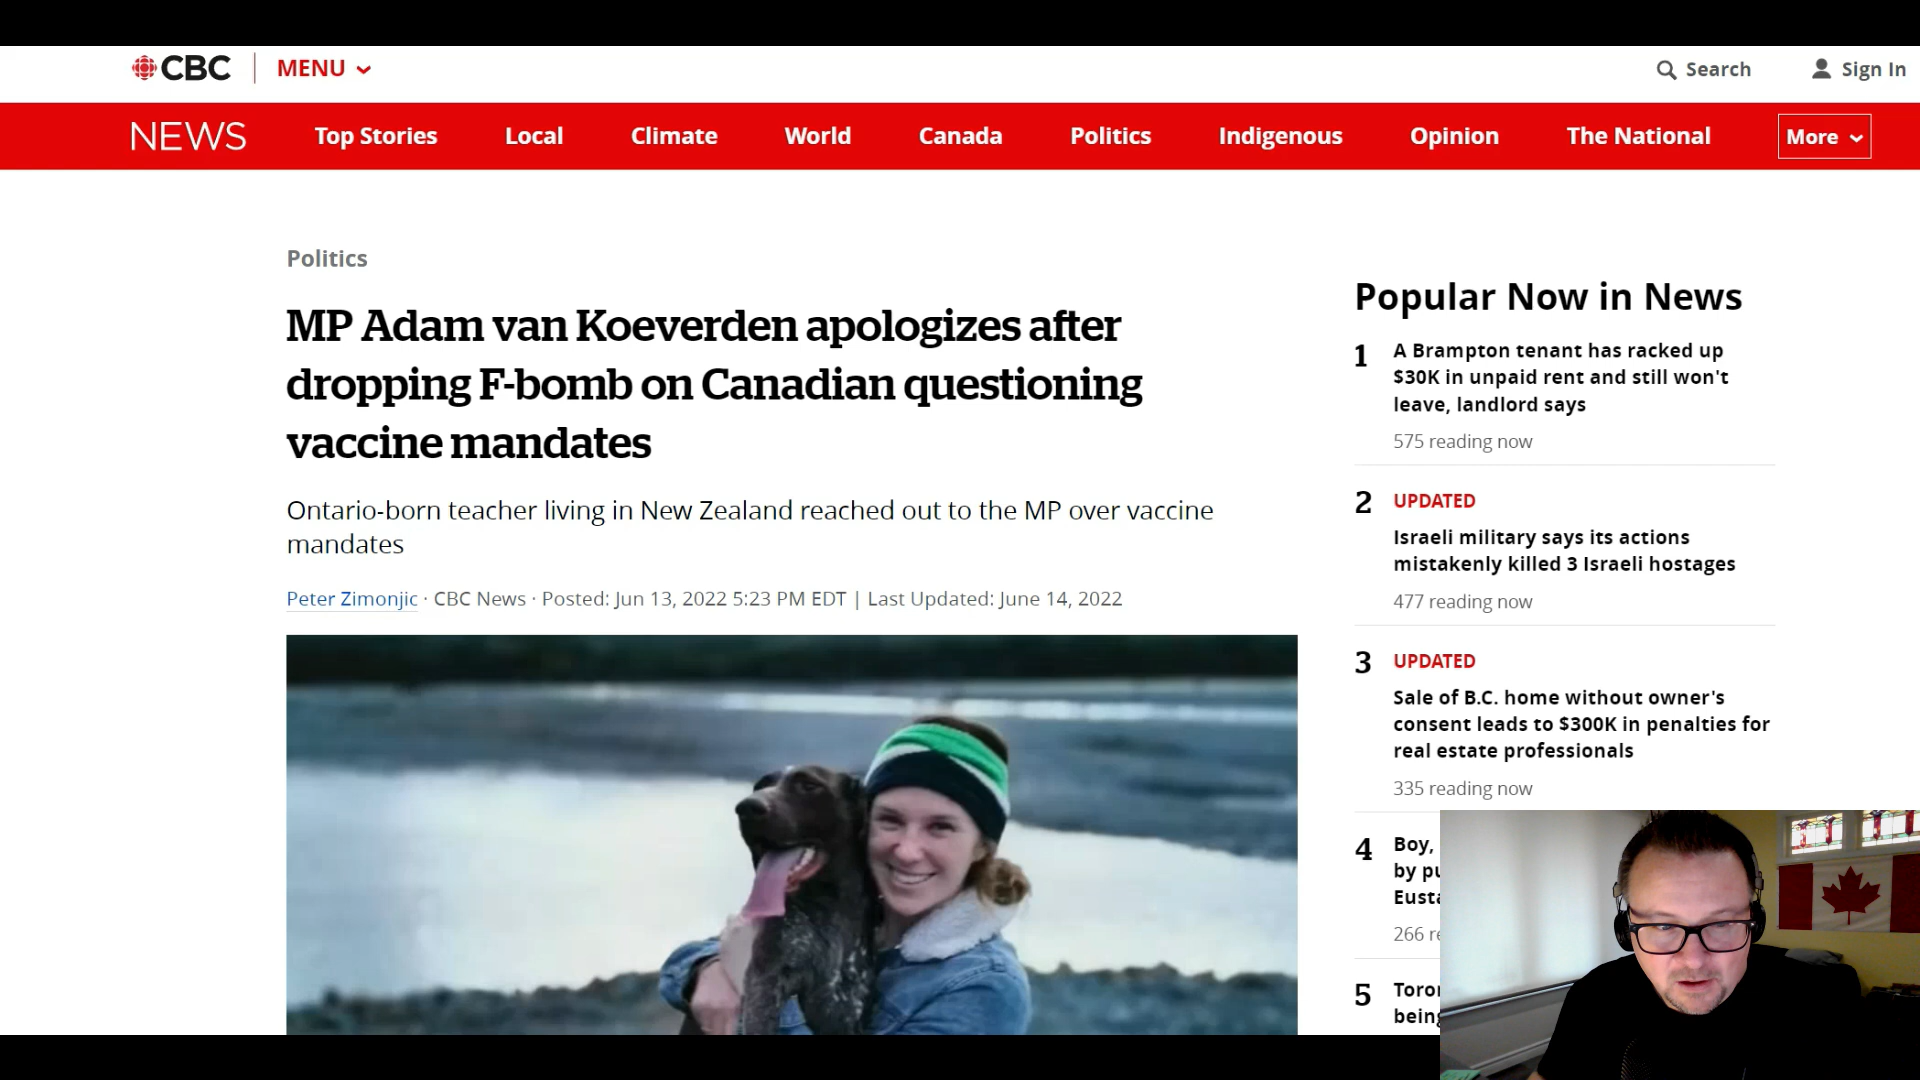 CBC
MENU
Search
Sign In
NEWS
Top Stories
Local
Climate
World
Canada
Politics
Indigenous
Opinion
The National
More
Politics
MP Adam van Koeverden apologizes after
dropping F-bomb on Canadian questioning
vaccine mandates
Ontario-born teacher living in New Zealand reached out to the MP over vaccine
mandates
Peter Zimonjic · CBC News · Posted: Jun 13, 2022 5:23 PM EDT | Last Updated: June 14, 2022
Popular Now in News
1
A Brampton tenant has racked up
$30K in unpaid rent and still won't
leave, landlord says
575 reading now
2
UPDATED
Israeli military says its actions
mistakenly killed 3 Israeli hostages
477 reading now
3
UPDATED
Sale of B.C. home without owner's
consent leads to $300K in penalties for
real estate professionals
335 reading now
4
Boy,
by
266
5
being